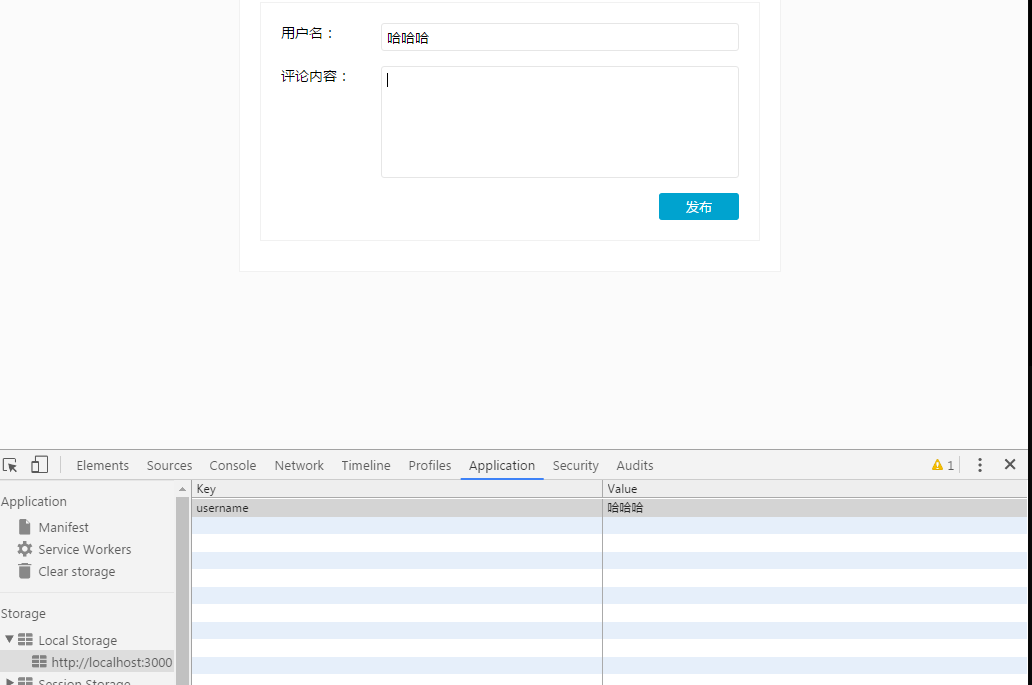 用户名：
哈哈哈
评论内容：
发布
Elements Sources Console Network Timeline Profiles Application Security Audits 1
Application
Manifest
Service Workers
Clear storage
Storage
Local Storage
http://localhost:3000
Session Storage
Key Value
username 哈哈哈